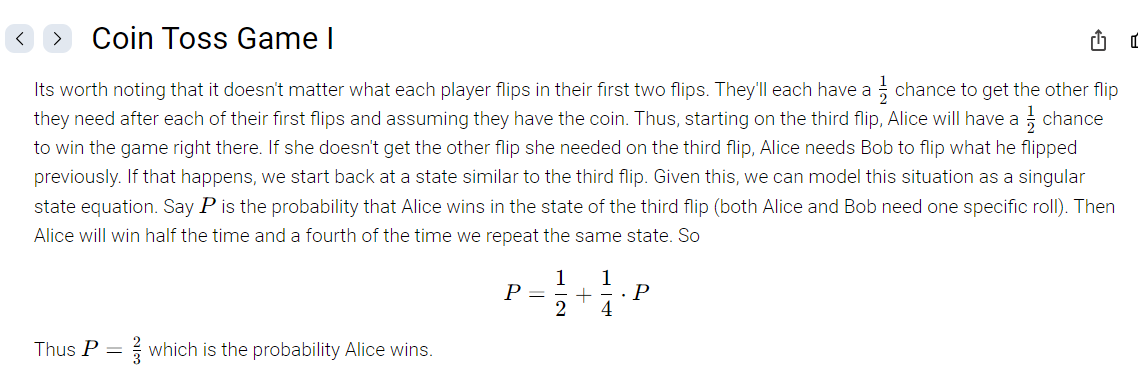 Coin Toss Game I
Its worth noting that it doesn't matter what each player flips in their first two flips. They'll each have a 1/2 chance to get the other flip
they need after each of their first flips and assuming they have the coin. Thus, starting on the third flip, Alice will have a 1/2 chance
to win the game right there. If she doesn't get the other flip she needed on the third flip, Alice needs Bob to flip what he flipped
previously. If that happens, we start back at a state similar to the third flip. Given this, we can model this situation as a singular
state equation. Say P is the probability that Alice wins in the state of the third flip (both Alice and Bob need one specific roll). Then
Alice will win half the time and a fourth of the time we repeat the same state. So
P = 1/2 + 1/4 · P
Thus P = 2/3 which is the probability Alice wins.